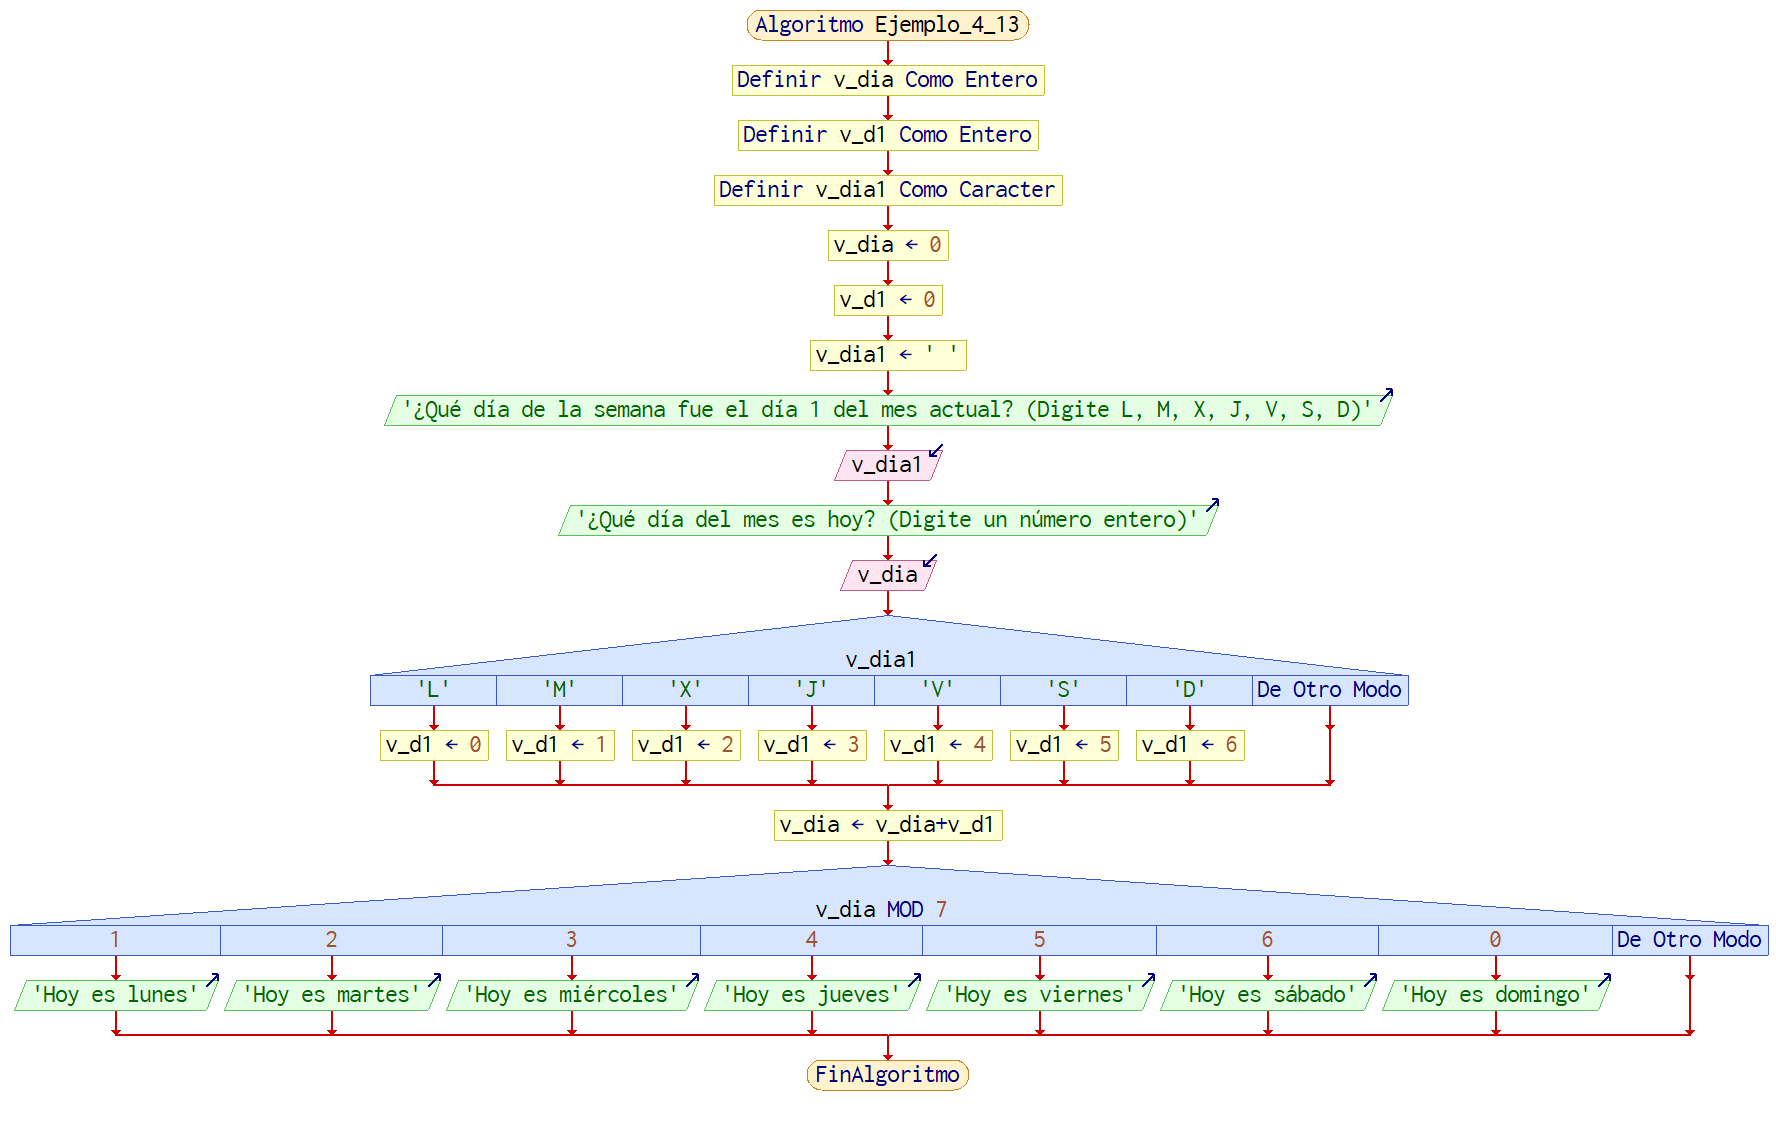 Algoritmo Ejemplo_4_13
Definir v_dia Como Entero
Definir v_d1 Como Entero
Definir v_dia1 Como Caracter
v_dia ← 0
v_d1 ← 0
v_dia1 ← ' '
'¿Qué día de la semana fue el día 1 del mes actual? (Digite L, M, X, J, V, S, D)'
v_dia1
'¿Qué día del mes es hoy? (Digite un número entero)'
v_dia
v_dia1
'L' 'M' 'X' 'J' 'V' 'S' 'D' De Otro Modo
v_d1 ← 0 v_d1 ← 1 v_d1 ← 2 v_d1 ← 3 v_d1 ← 4 v_d1 ← 5 v_d1 ← 6
v_dia ← v_dia+v_d1
v_dia MOD 7
1 2 3 4 5 6 0 De Otro Modo
'Hoy es lunes' 'Hoy es martes' 'Hoy es miércoles' 'Hoy es jueves' 'Hoy es viernes' 'Hoy es sábado' 'Hoy es domingo'
FinAlgoritmo